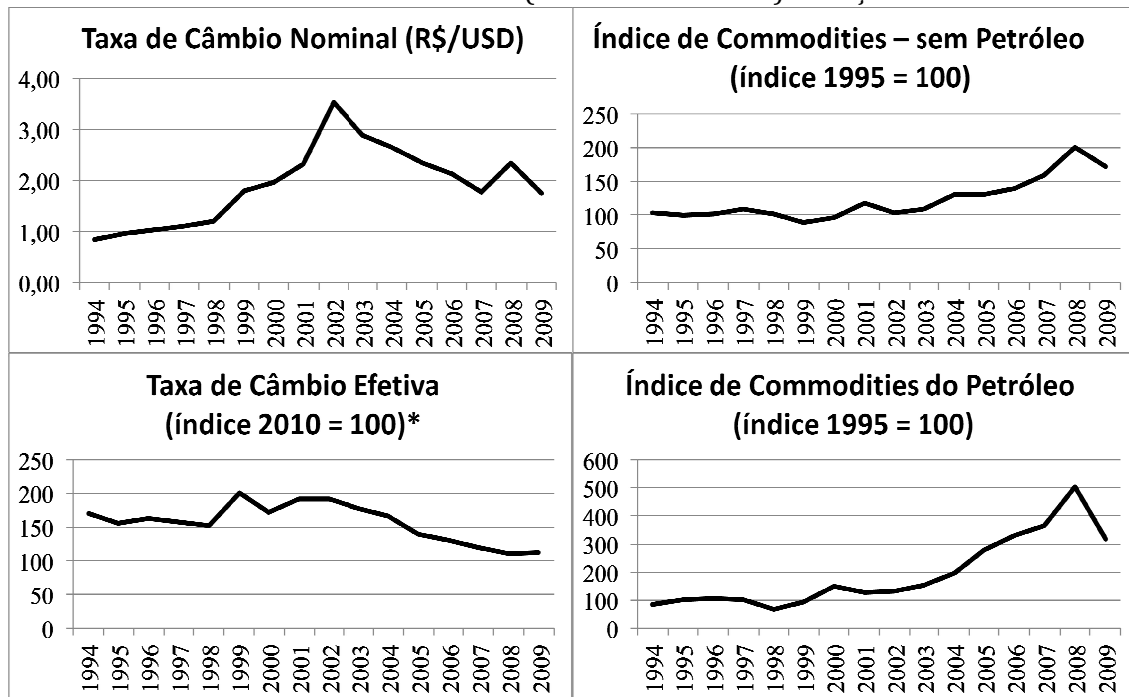 Taxa de Câmbio Nominal (R$/USD)
4,00
3,00
2,00
1,00
0,00
1994 1995 1996 1997 1998 1999 2000 2001 2002 2003 2004 2005 2006 2007 2008 2009
Índice de Commodities – sem Petróleo
(índice 1995 = 100)
250
200
150
100
50
0
1994 1995 1996 1997 1998 1999 2000 2001 2002 2003 2004 2005 2006 2007 2008 2009
Taxa de Câmbio Efetiva
(índice 2010 = 100)*
250
200
150
100
50
0
1994 1995 1996 1997 1998 1999 2000 2001 2002 2003 2004 2005 2006 2007 2008 2009
Índice de Commodities do Petróleo
(índice 1995 = 100)
600
500
400
300
200
100
0
1994 1995 1996 1997 1998 1999 2000 2001 2002 2003 2004 2005 2006 2007 2008 2009